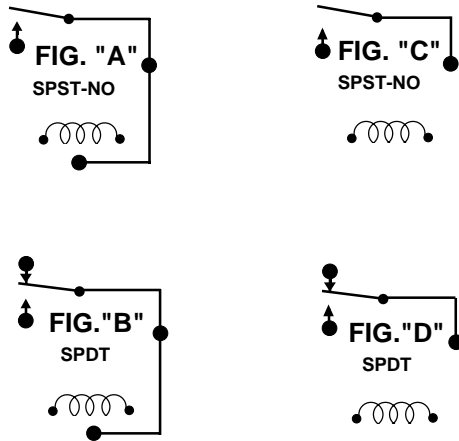 FIG. "A"
SPST-NO
FIG. "C"
SPST-NO
FIG."B"
SPDT
FIG."D"
SPDT